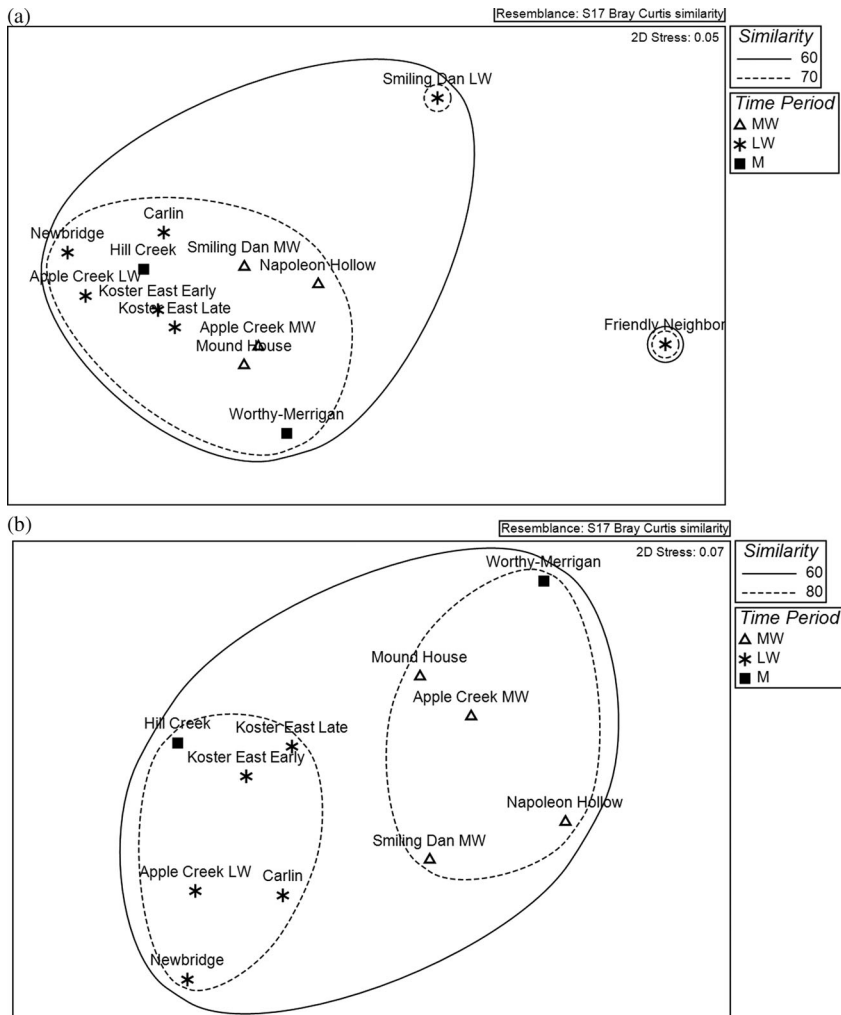 (a)
Resemblance: S17 Bray Curtis similarity
2D Stress: 0.05
Similarity
60
70
Time Period
MW
LW
M
Smiling Dan LW
Carlin
Newbridge
Hill Creek
Smiling Dan MW
Napoleon Hollow
Apple Creek LW
Koster East Early
Koster East Late
Apple Creek MW
Mound House
Friendly Neighbor
Worthy-Merrigan
(b)
Resemblance: S17 Bray Curtis similarity
2D Stress: 0.07
Similarity
60
80
Time Period
MW
LW
M
Worthy-Merrigan
Mound House
Apple Creek MW
Hill Creek
Koster East Late
Koster East Early
Napoleon Hollow
Smiling Dan MW
Apple Creek LW
Carlin
Newbridge